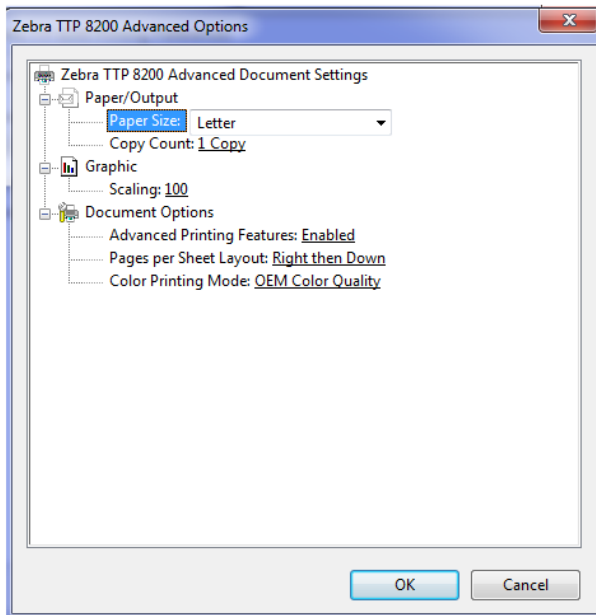 Zebra TTP 8200 Advanced Options
Zebra TTP 8200 Advanced Document Settings
Paper/Output
Paper Size: Letter
Copy Count: 1 Copy
Graphic
Scaling: 100
Document Options
Advanced Printing Features: Enabled
Pages per Sheet Layout: Right then Down
Color Printing Mode: OEM Color Quality
OK Cancel